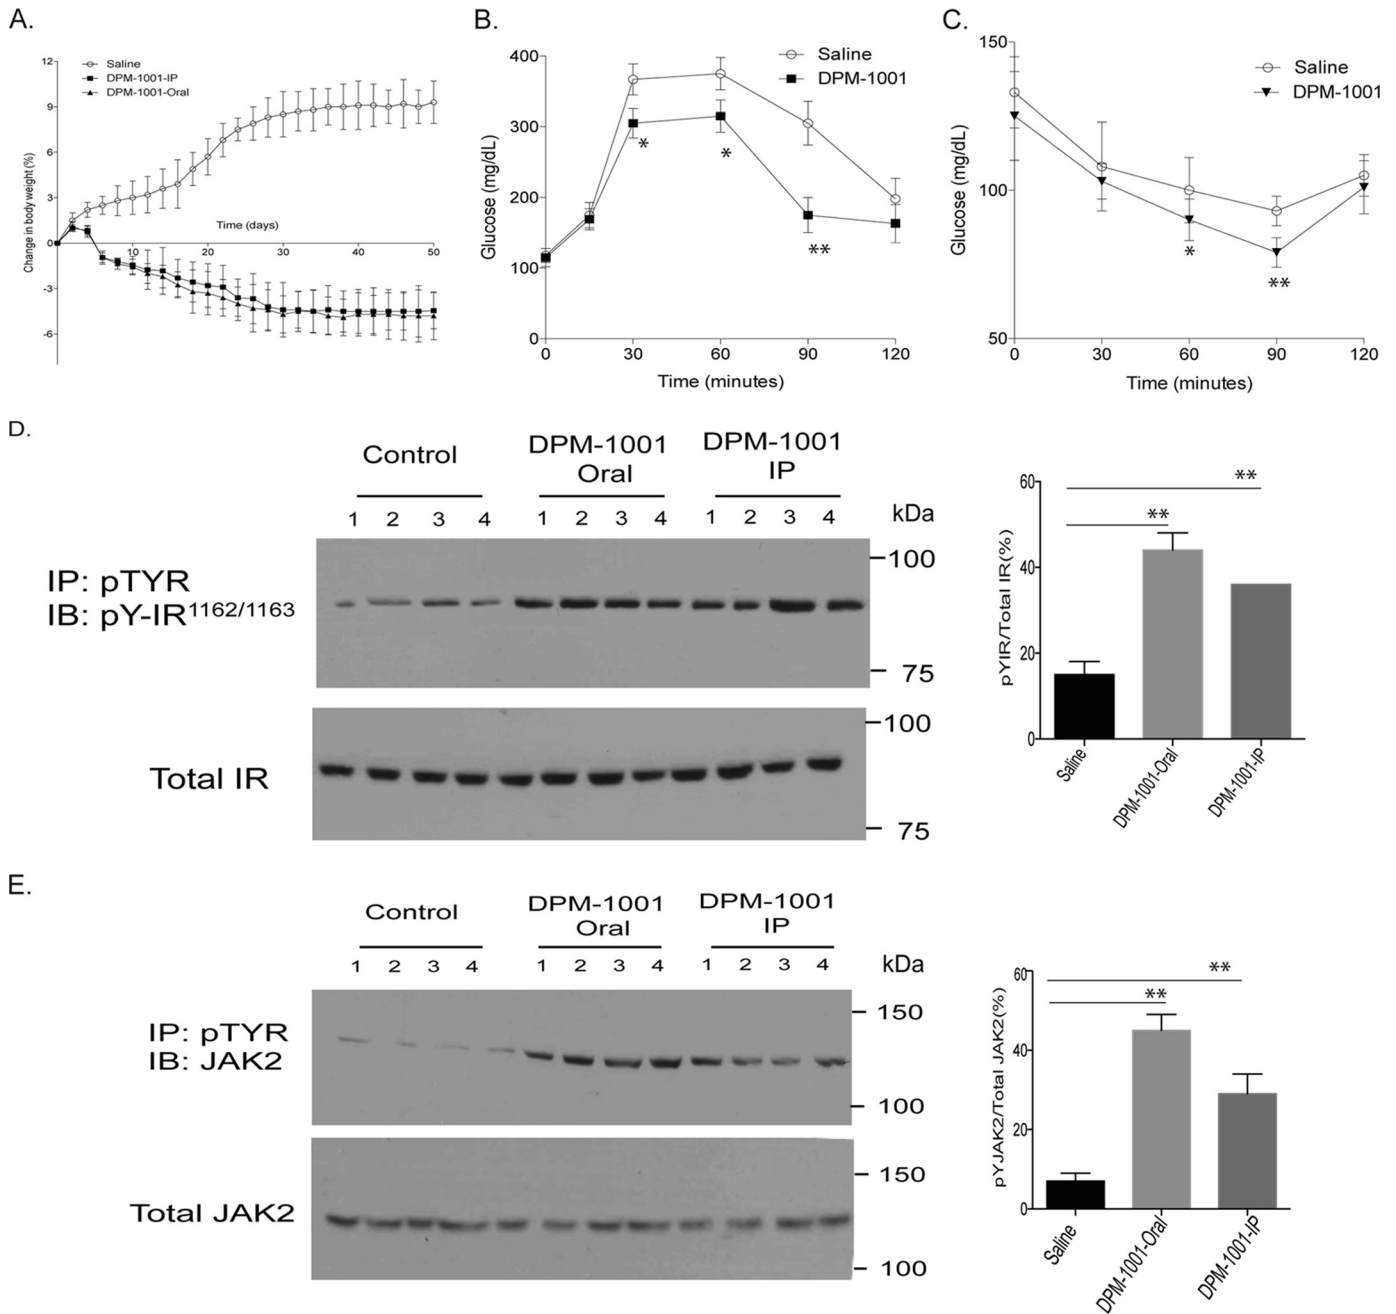 A.
12
9
6
3
0
-3
-6
Change in body weight (%)
Saline
DPM-1001-IP
DPM-1001-Oral
Time (days)
10
20
30
40
50
B.
400
300
200
100
0
Glucose (mg/dL)
Saline
DPM-1001
*
*
**
0
30
60
90
120
Time (minutes)
C.
150
100
50
Glucose (mg/dL)
Saline
DPM-1001
*
**
0
30
60
90
120
Time (minutes)
D.
Control
DPM-1001
Oral
DPM-1001
IP
1 2 3 4 1 2 3 4 1 2 3 4
kDa
IP: pTYR
IB: pY-IR1162/1163
100
75
Total IR
100
75
60
40
20
0
pYIR/Total IR(%)
**
**
Saline
DPM-1001-Oral
DPM-1001-IP
E.
Control
DPM-1001
Oral
DPM-1001
IP
1 2 3 4 1 2 3 4 1 2 3 4
kDa
IP: pTYR
IB: JAK2
150
100
Total JAK2
150
100
60
40
20
0
pYJAK2/Total JAK2(%)
**
**
Saline
DPM-1001-Oral
DPM-1001-IP